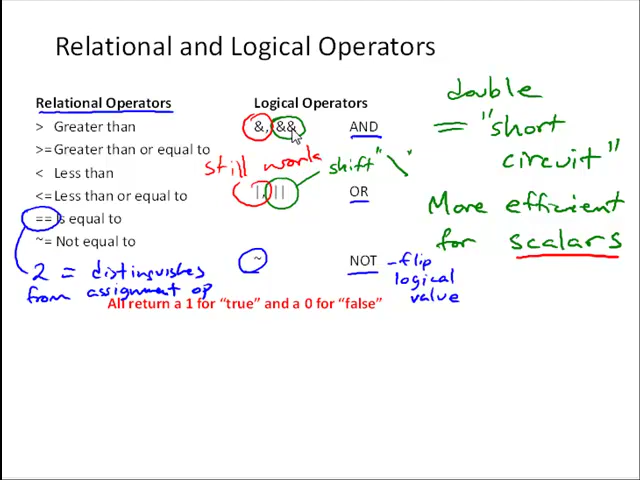 Relational and Logical Operators
Relational Operators
> Greater than
>= Greater than or equal to
< Less than
<= Less than or equal to
== Is equal to
~= Not equal to
Logical Operators
&, && AND
still work
shift "\"
|, || OR
~ NOT
-flip
logical
value
2 = distinguishes
from assignment op
All return a 1 for "true" and a 0 for "false"
double
= "short
circuit"
More efficient
for scalars